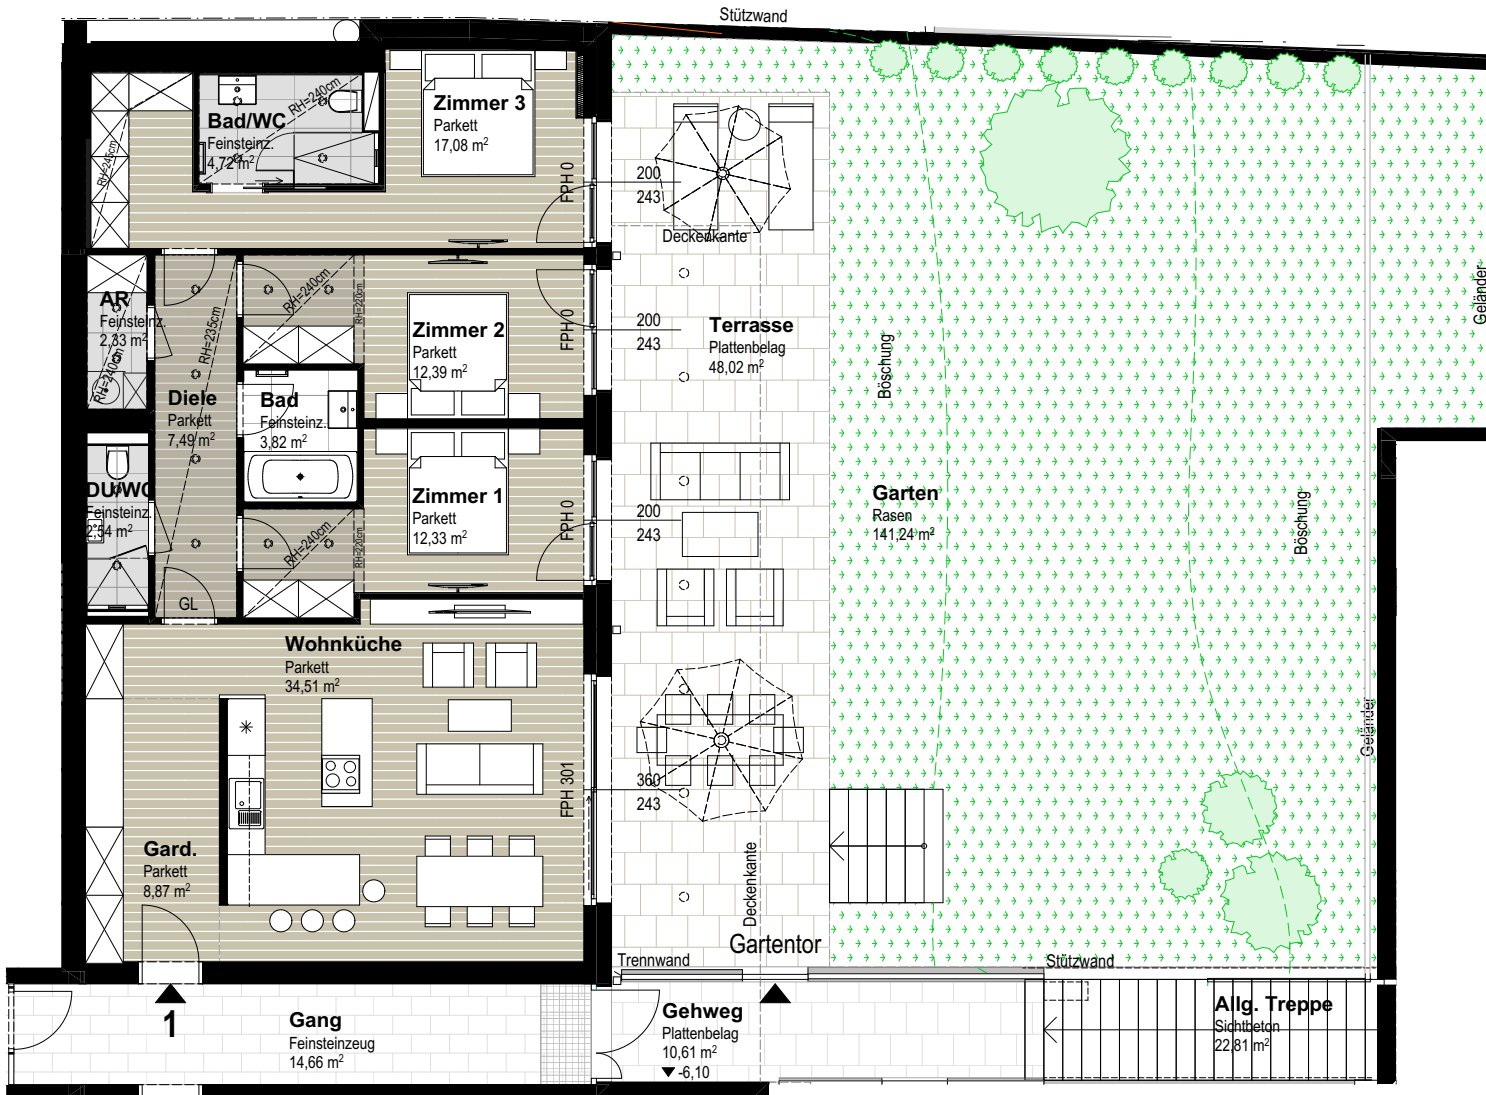 Stützwand
Zimmer 3
Parkett
17,08 m²
Bad/WC
Feinsteinz.
4,72 m²
RH=240cm
RH=245cm
FPH 0
200
243
Deckenkante
AR
Feinsteinz.
2,33 m²
RH=240cm
RH=235cm
RH=240cm
RH=220cm
Zimmer 2
Parkett
12,39 m²
FPH 0
200
243
Terrasse
Plattenbelag
48,02 m²
Böschung
Geländer
Diele
Parkett
7,49 m²
Bad
Feinsteinz.
3,82 m²
DU/WC
Feinsteinz.
2,54 m²
Zimmer 1
Parkett
12,33 m²
RH=240cm
RH=220cm
FPH 0
200
243
Garten
Rasen
141,24 m²
Böschung
GL
Wohnküche
Parkett
34,51 m²
FPH 301
360
243
Geländer
Gard.
Parkett
8,87 m²
Deckenkante
Gartentor
Trennwand
Stützwand
1
Gang
Feinsteinzeug
14,66 m²
Gehweg
Plattenbelag
10,61 m²
-6,10
Allg. Treppe
Sichtbeton
22,81 m²